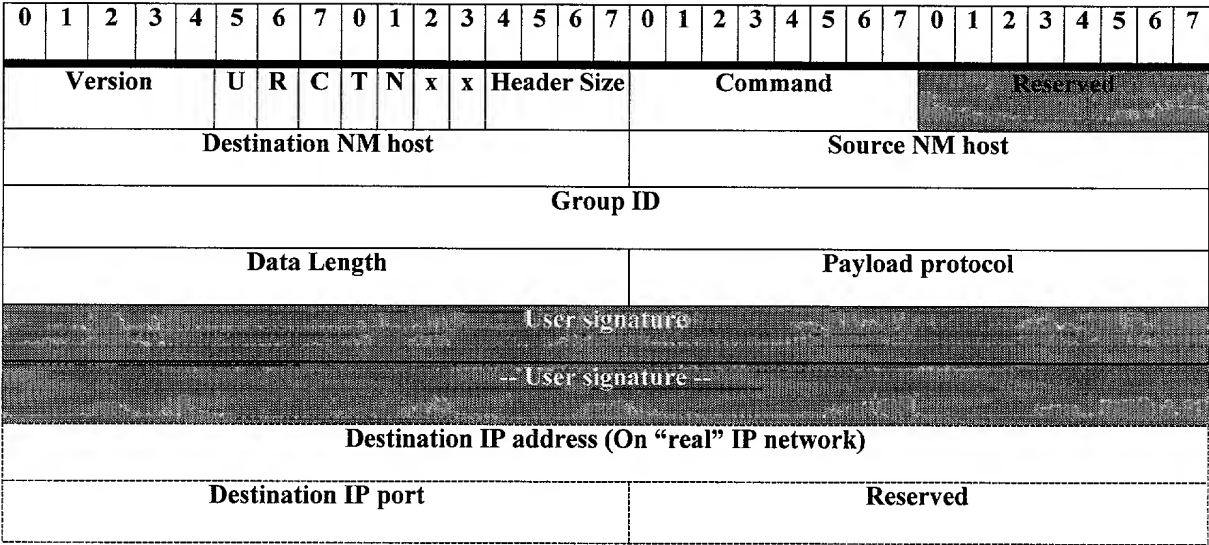 0 1 2 3 4 5 6 7 0 1 2 3 4 5 6 7 0 1 2 3 4 5 6 7 0 1 2 3 4 5 6 7
Version U R C T N x x Header Size Command Reserved
Destination NM host Source NM host
Group ID
Data Length Payload protocol
User signature
-- User signature --
Destination IP address (On “real” IP network)
Destination IP port Reserved